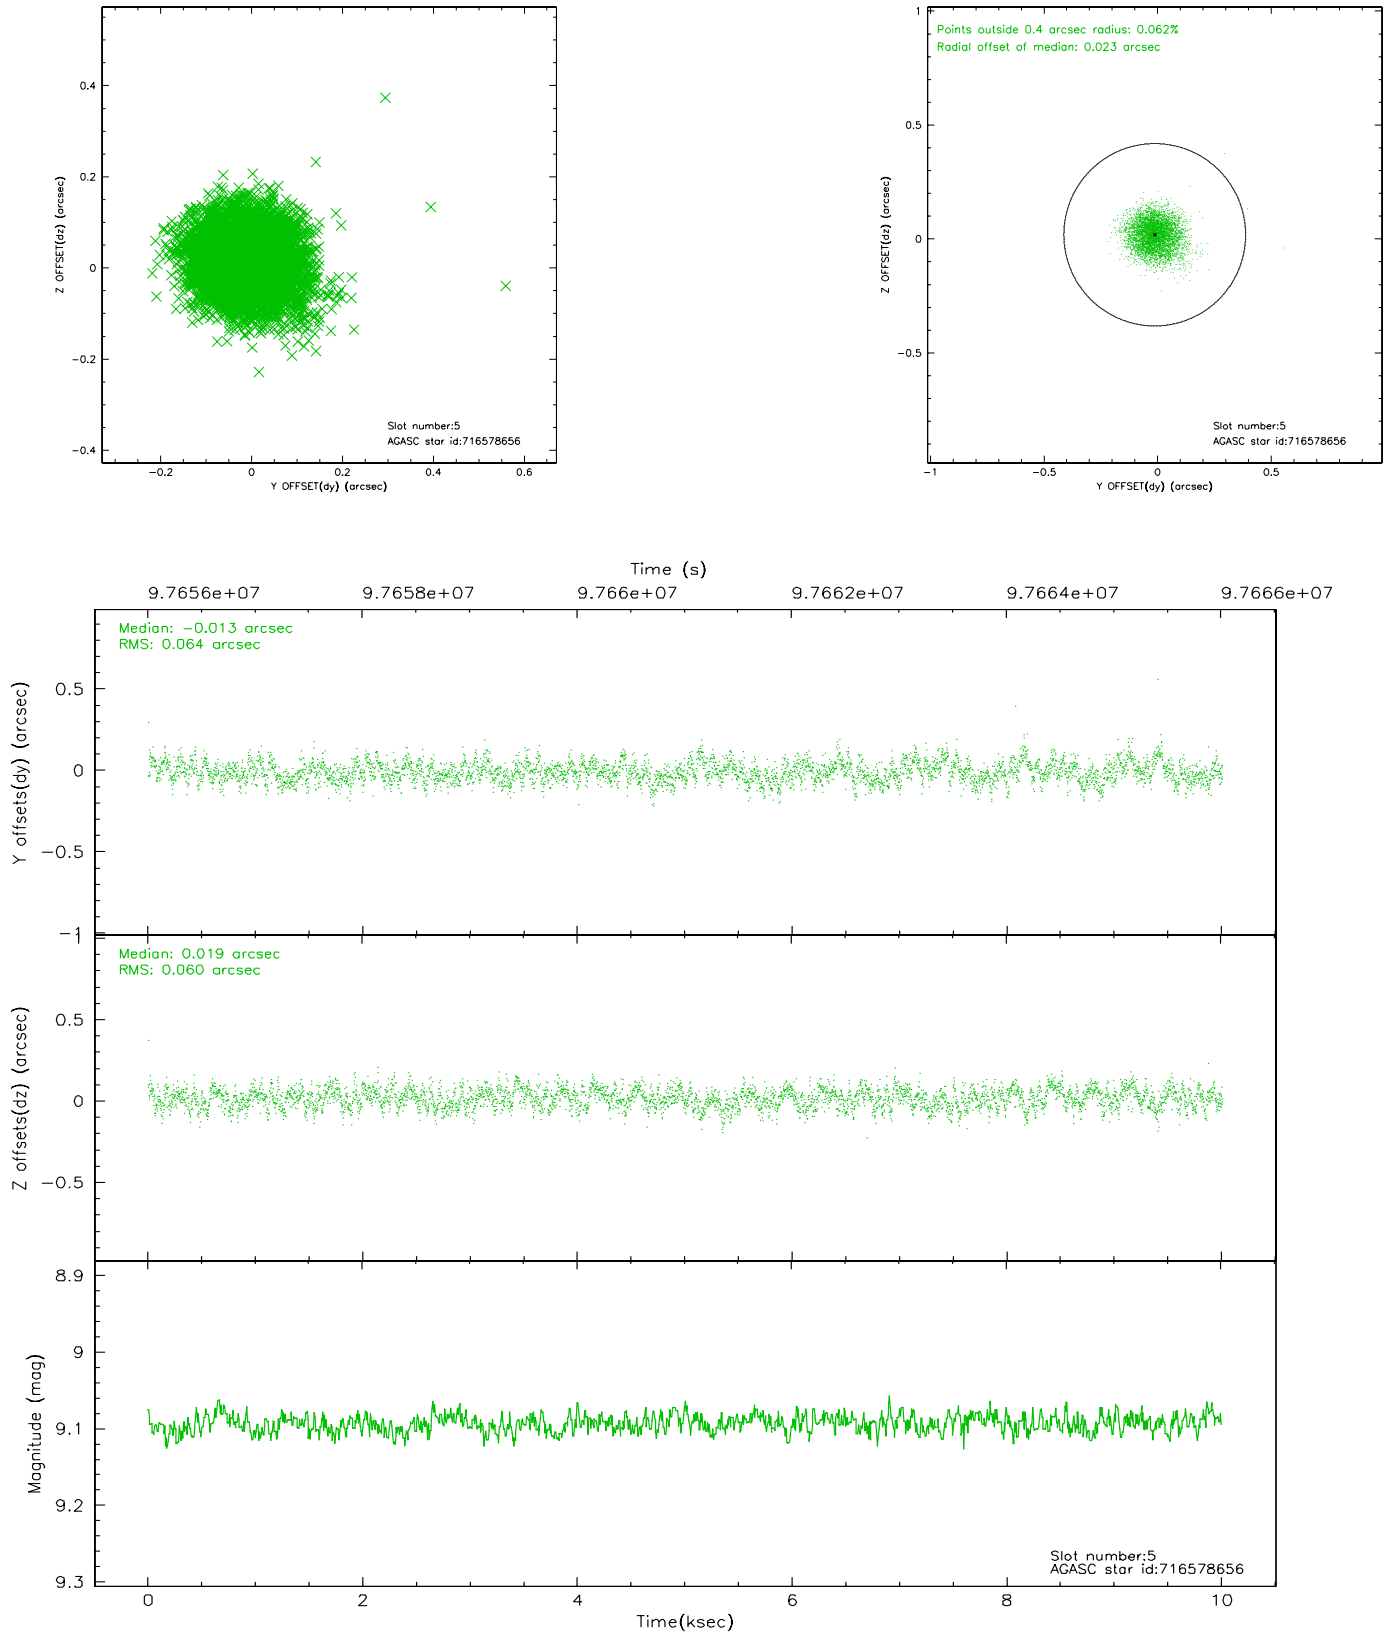 0.4
0.2
0
−0.2
−0.4
Z OFFSET(dz) (arcsec)
Slot number:5
AGASC star id:716578656
−0.2 0 0.2 0.4 0.6
Y OFFSET(dy) (arcsec)
Points outside 0.4 arcsec radius: 0.062%
Radial offset of median: 0.023 arcsec
1
0.5
0
−0.5
Z OFFSET(dz) (arcsec)
Slot number:5
AGASC star id:716578656
−1 −0.5 0 0.5
Y OFFSET(dy) (arcsec)
Time (s)
9.7656e+07 9.7658e+07 9.766e+07 9.7662e+07 9.7664e+07 9.7666e+07
Median: −0.013 arcsec
RMS: 0.064 arcsec
0.5
0
−0.5
−1
Y offsets(dy) (arcsec)
Median: 0.019 arcsec
RMS: 0.060 arcsec
1
0.5
0
−0.5
Z offsets(dz) (arcsec)
8.9
9
9.1
9.2
9.3
Magnitude (mag)
Slot number:5
AGASC star id:716578656
0 2 4 6 8 10
Time(ksec)